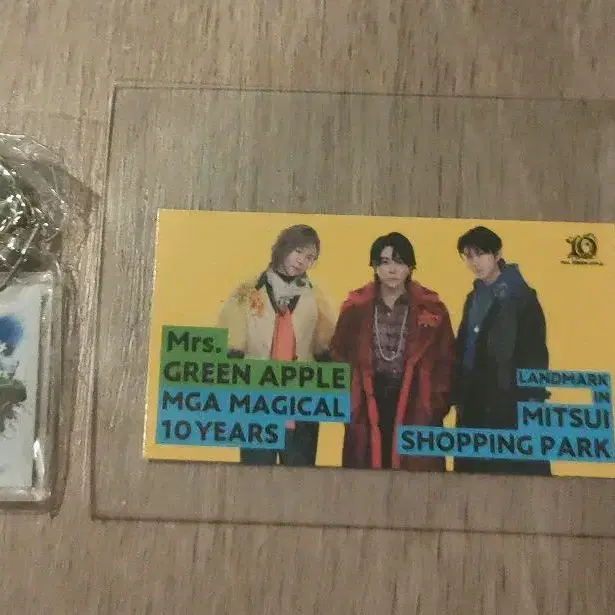 Mrs.
GREEN APPLE
MGA MAGICAL
10 YEARS
LANDMARK
IN
MITSUI
SHOPPING PARK
10